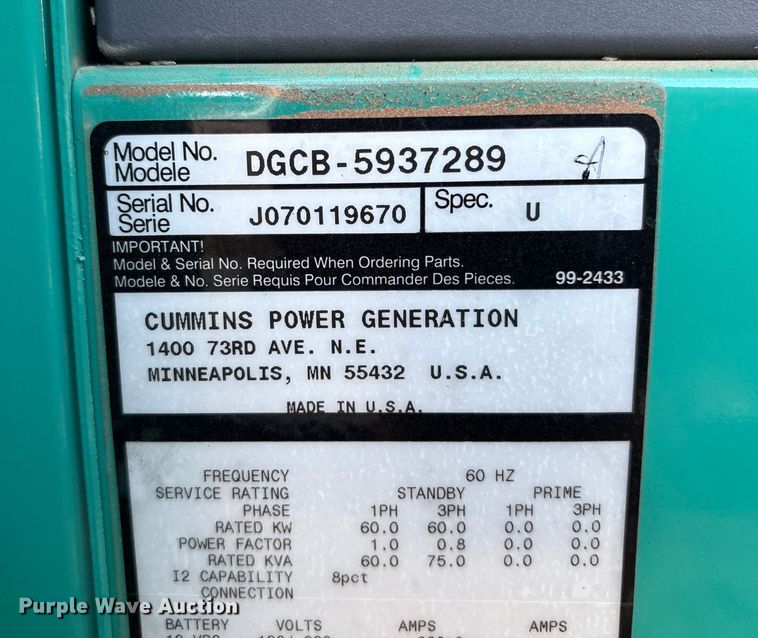 Model No.
Modele
DGCB-5937289
Serial No.
Serie
J070119670
Spec.
U
IMPORTANT!
Model & Serial No. Required When Ordering Parts.
Modele & No. Serie Requis Pour Commander Des Pieces. 99-2433
CUMMINS POWER GENERATION
1400 73RD AVE. N.E.
MINNEAPOLIS, MN 55432 U.S.A.
MADE IN U.S.A.
FREQUENCY 60 HZ
SERVICE RATING STANDBY PRIME
PHASE 1PH 3PH 1PH 3PH
RATED KW 60.0 60.0 0.0 0.0
POWER FACTOR 1.0 0.8 0.0 0.0
RATED KVA 60.0 75.0 0.0 0.0
I2 CAPABILITY 8pct
CONNECTION
BATTERY VOLTS AMPS AMPS
Purple Wave Auction